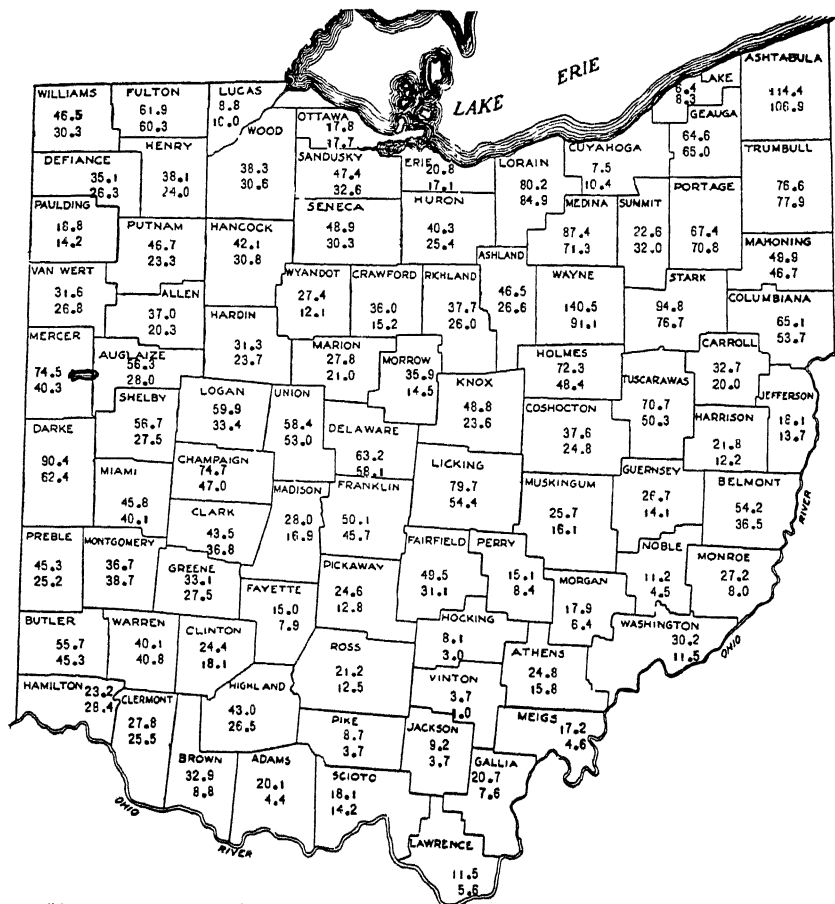 LAKE ERIE
WILLIAMS
46.5
30.3
FULTON
61.9
60.3
LUCAS
8.8
10.0
OTTAWA
17.8
17.7
LAKE
6.4
8.3
ASHTABULA
114.4
106.9
GEAUGA
64.6
65.0
CUYAHOGA
7.5
10.4
TRUMBULL
76.6
77.9
DEFIANCE
35.1
26.3
HENRY
38.1
24.0
WOOD
38.3
30.6
SANDUSKY
47.4
32.6
ERIE
20.8
17.1
LORAIN
80.2
84.9
MEDINA
87.4
71.3
SUMMIT
22.6
32.0
PORTAGE
67.4
70.8
MAHONING
49.9
46.7
PAULDING
18.8
14.2
PUTNAM
46.7
23.3
HANCOCK
42.1
30.8
SENECA
48.9
30.3
HURON
40.3
25.4
ASHLAND
46.5
26.6
WAYNE
140.5
91.1
STARK
94.8
76.7
COLUMBIANA
65.1
53.7
VAN WERT
31.6
26.8
ALLEN
37.0
20.3
HARDIN
31.3
23.7
WYANDOT
27.4
12.1
CRAWFORD
36.0
15.2
RICHLAND
37.7
26.0
MERCER
74.5
40.3
AUGLAIZE
56.3
28.0
MARION
27.8
21.0
MORROW
35.9
14.5
KNOX
48.8
23.6
HOLMES
72.3
48.4
TUSCARAWAS
70.7
50.3
CARROLL
32.7
20.0
JEFFERSON
18.1
13.7
SHELBY
56.7
27.5
LOGAN
59.9
33.4
UNION
58.4
53.0
DELAWARE
63.2
58.1
COSHOCTON
37.6
24.8
HARRISON
21.8
12.2
DARKE
90.4
62.4
MIAMI
45.8
40.1
CHAMPAIGN
74.7
47.0
LICKING
79.7
54.4
MUSKINGUM
25.7
16.1
GUERNSEY
26.7
14.1
BELMONT
54.2
36.5
CLARK
43.5
36.8
MADISON
28.0
16.9
FRANKLIN
50.1
45.7
PREBLE
45.3
25.2
MONTGOMERY
36.7
38.7
GREENE
33.1
27.5
FAYETTE
15.0
7.9
PICKAWAY
24.6
12.8
FAIRFIELD
49.5
31.1
PERRY
15.1
8.4
MORGAN
17.9
6.4
NOBLE
11.2
4.5
MONROE
27.2
8.0
BUTLER
55.7
45.3
WARREN
40.1
40.8
CLINTON
24.4
18.1
ROSS
21.2
12.5
HOCKING
8.1
3.0
ATHENS
24.8
15.8
WASHINGTON
30.2
11.5
HAMILTON
23.2
28.4
CLERMONT
27.8
25.5
HIGHLAND
43.0
26.5
PIKE
8.7
3.7
VINTON
3.7
1.0
JACKSON
9.2
3.7
MEIGS
17.2
4.6
BROWN
32.9
8.8
ADAMS
20.1
4.4
SCIOTO
18.1
14.2
GALLIA
20.7
7.6
LAWRENCE
11.5
5.6
OHIO RIVER
OHIO RIVER